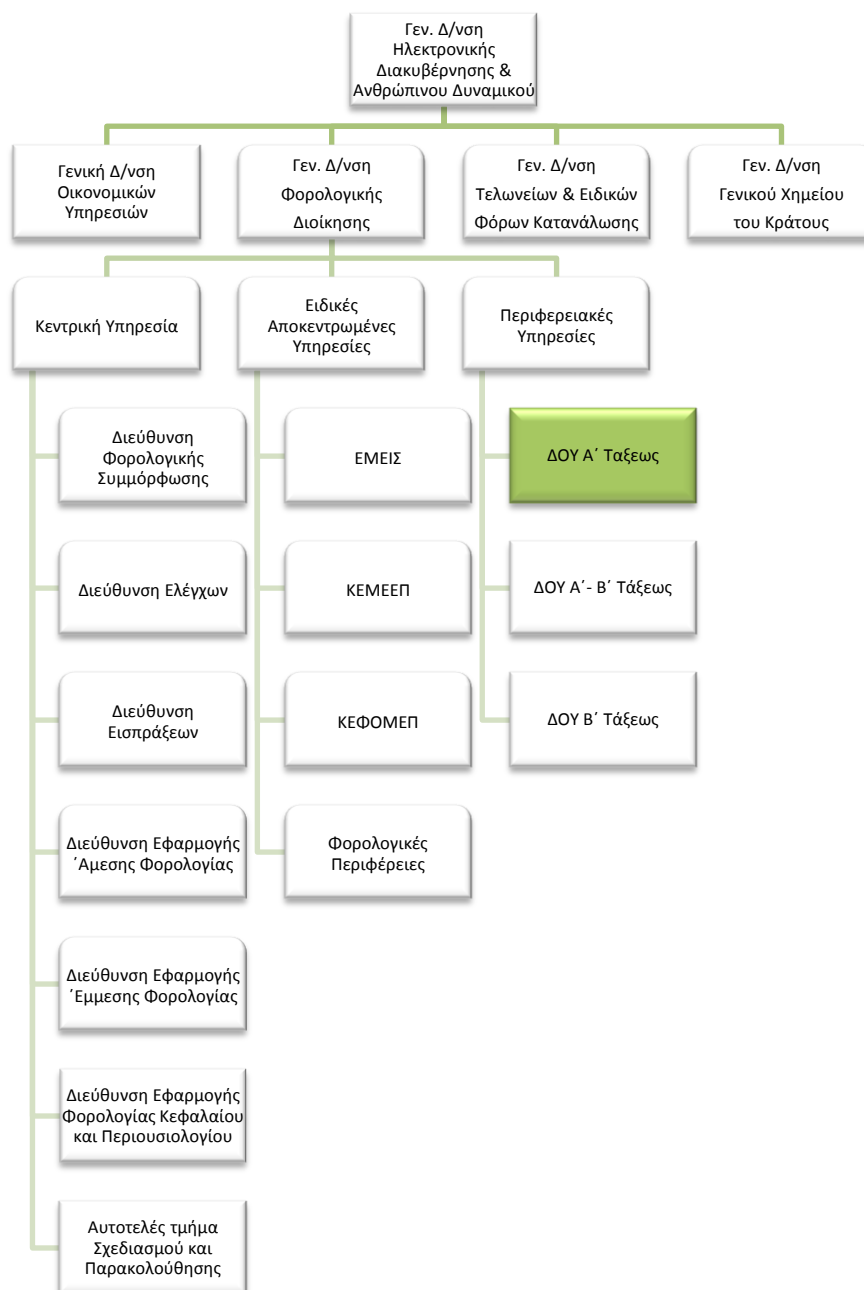 Γεν. Δ/νση
Ηλεκτρονικής
Διακυβέρνησης &
Ανθρώπινου Δυναμικού
Γενική Δ/νση
Οικονομικών
Υπηρεσιών
Γεν. Δ/νση
Φορολογικής
Διοίκησης
Γεν. Δ/νση
Τελωνείων & Ειδικών
Φόρων Κατανάλωσης
Γεν. Δ/νση
Γενικού Χημείου
του Κράτους
Κεντρική Υπηρεσία
Ειδικές
Αποκεντρωμένες
Υπηρεσίες
Περιφερειακές
Υπηρεσίες
Διεύθυνση
Φορολογικής
Συμμόρφωσης
Διεύθυνση Ελέγχων
Διεύθυνση
Εισπράξεων
Διεύθυνση Εφαρμογής
΄Αμεσης Φορολογίας
Διεύθυνση Εφαρμογής
΄Εμμεσης Φορολογίας
Διεύθυνση Εφαρμογής
Φορολογίας Κεφαλαίου
και Περιουσιολογίου
Αυτοτελές τμήμα
Σχεδιασμού και
Παρακολούθησης
ΕΜΕΙΣ
ΚΕΜΕΕΠ
ΚΕΦΟΜΕΠ
Φορολογικές
Περιφέρειες
ΔΟΥ Α΄ Ταξεως
ΔΟΥ Α΄- Β΄ Τάξεως
ΔΟΥ Β΄ Τάξεως